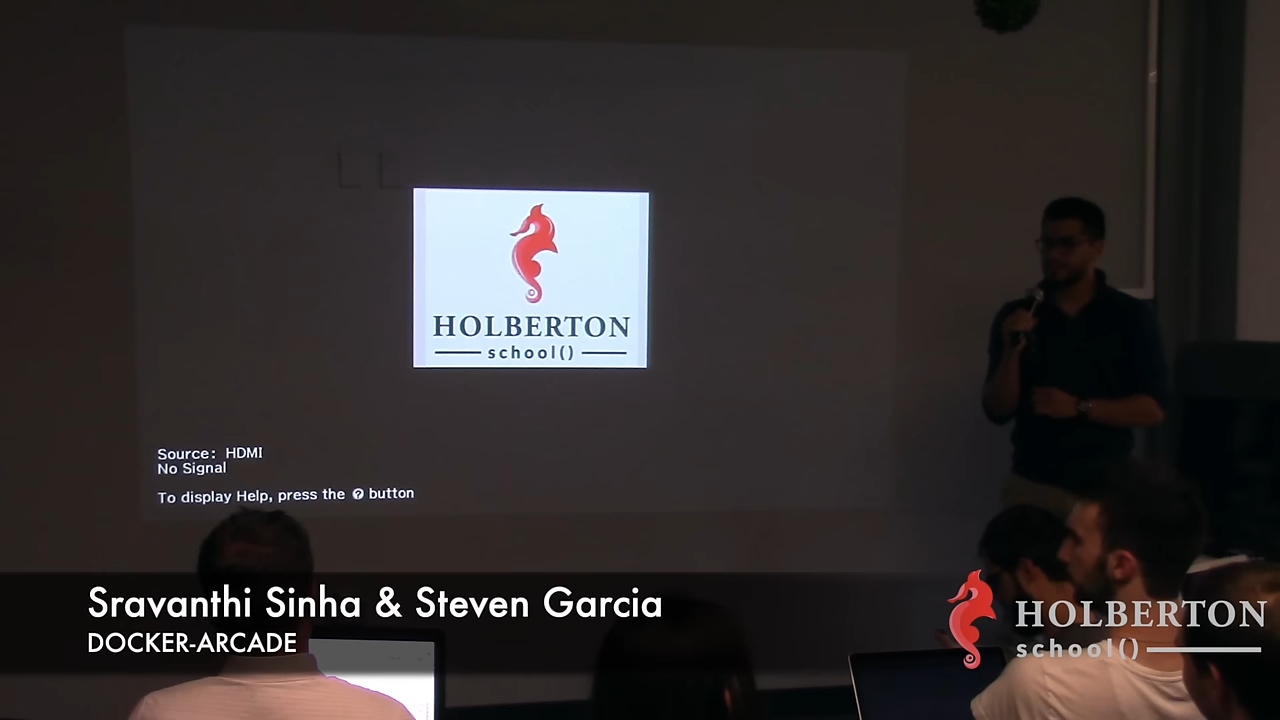 HOLBERTON
school()
Source: HDMI
No Signal
To display Help, press the ? button
Sravanthi Sinha & Steven Garcia
DOCKER-ARCADE
HOLBERTON
school()